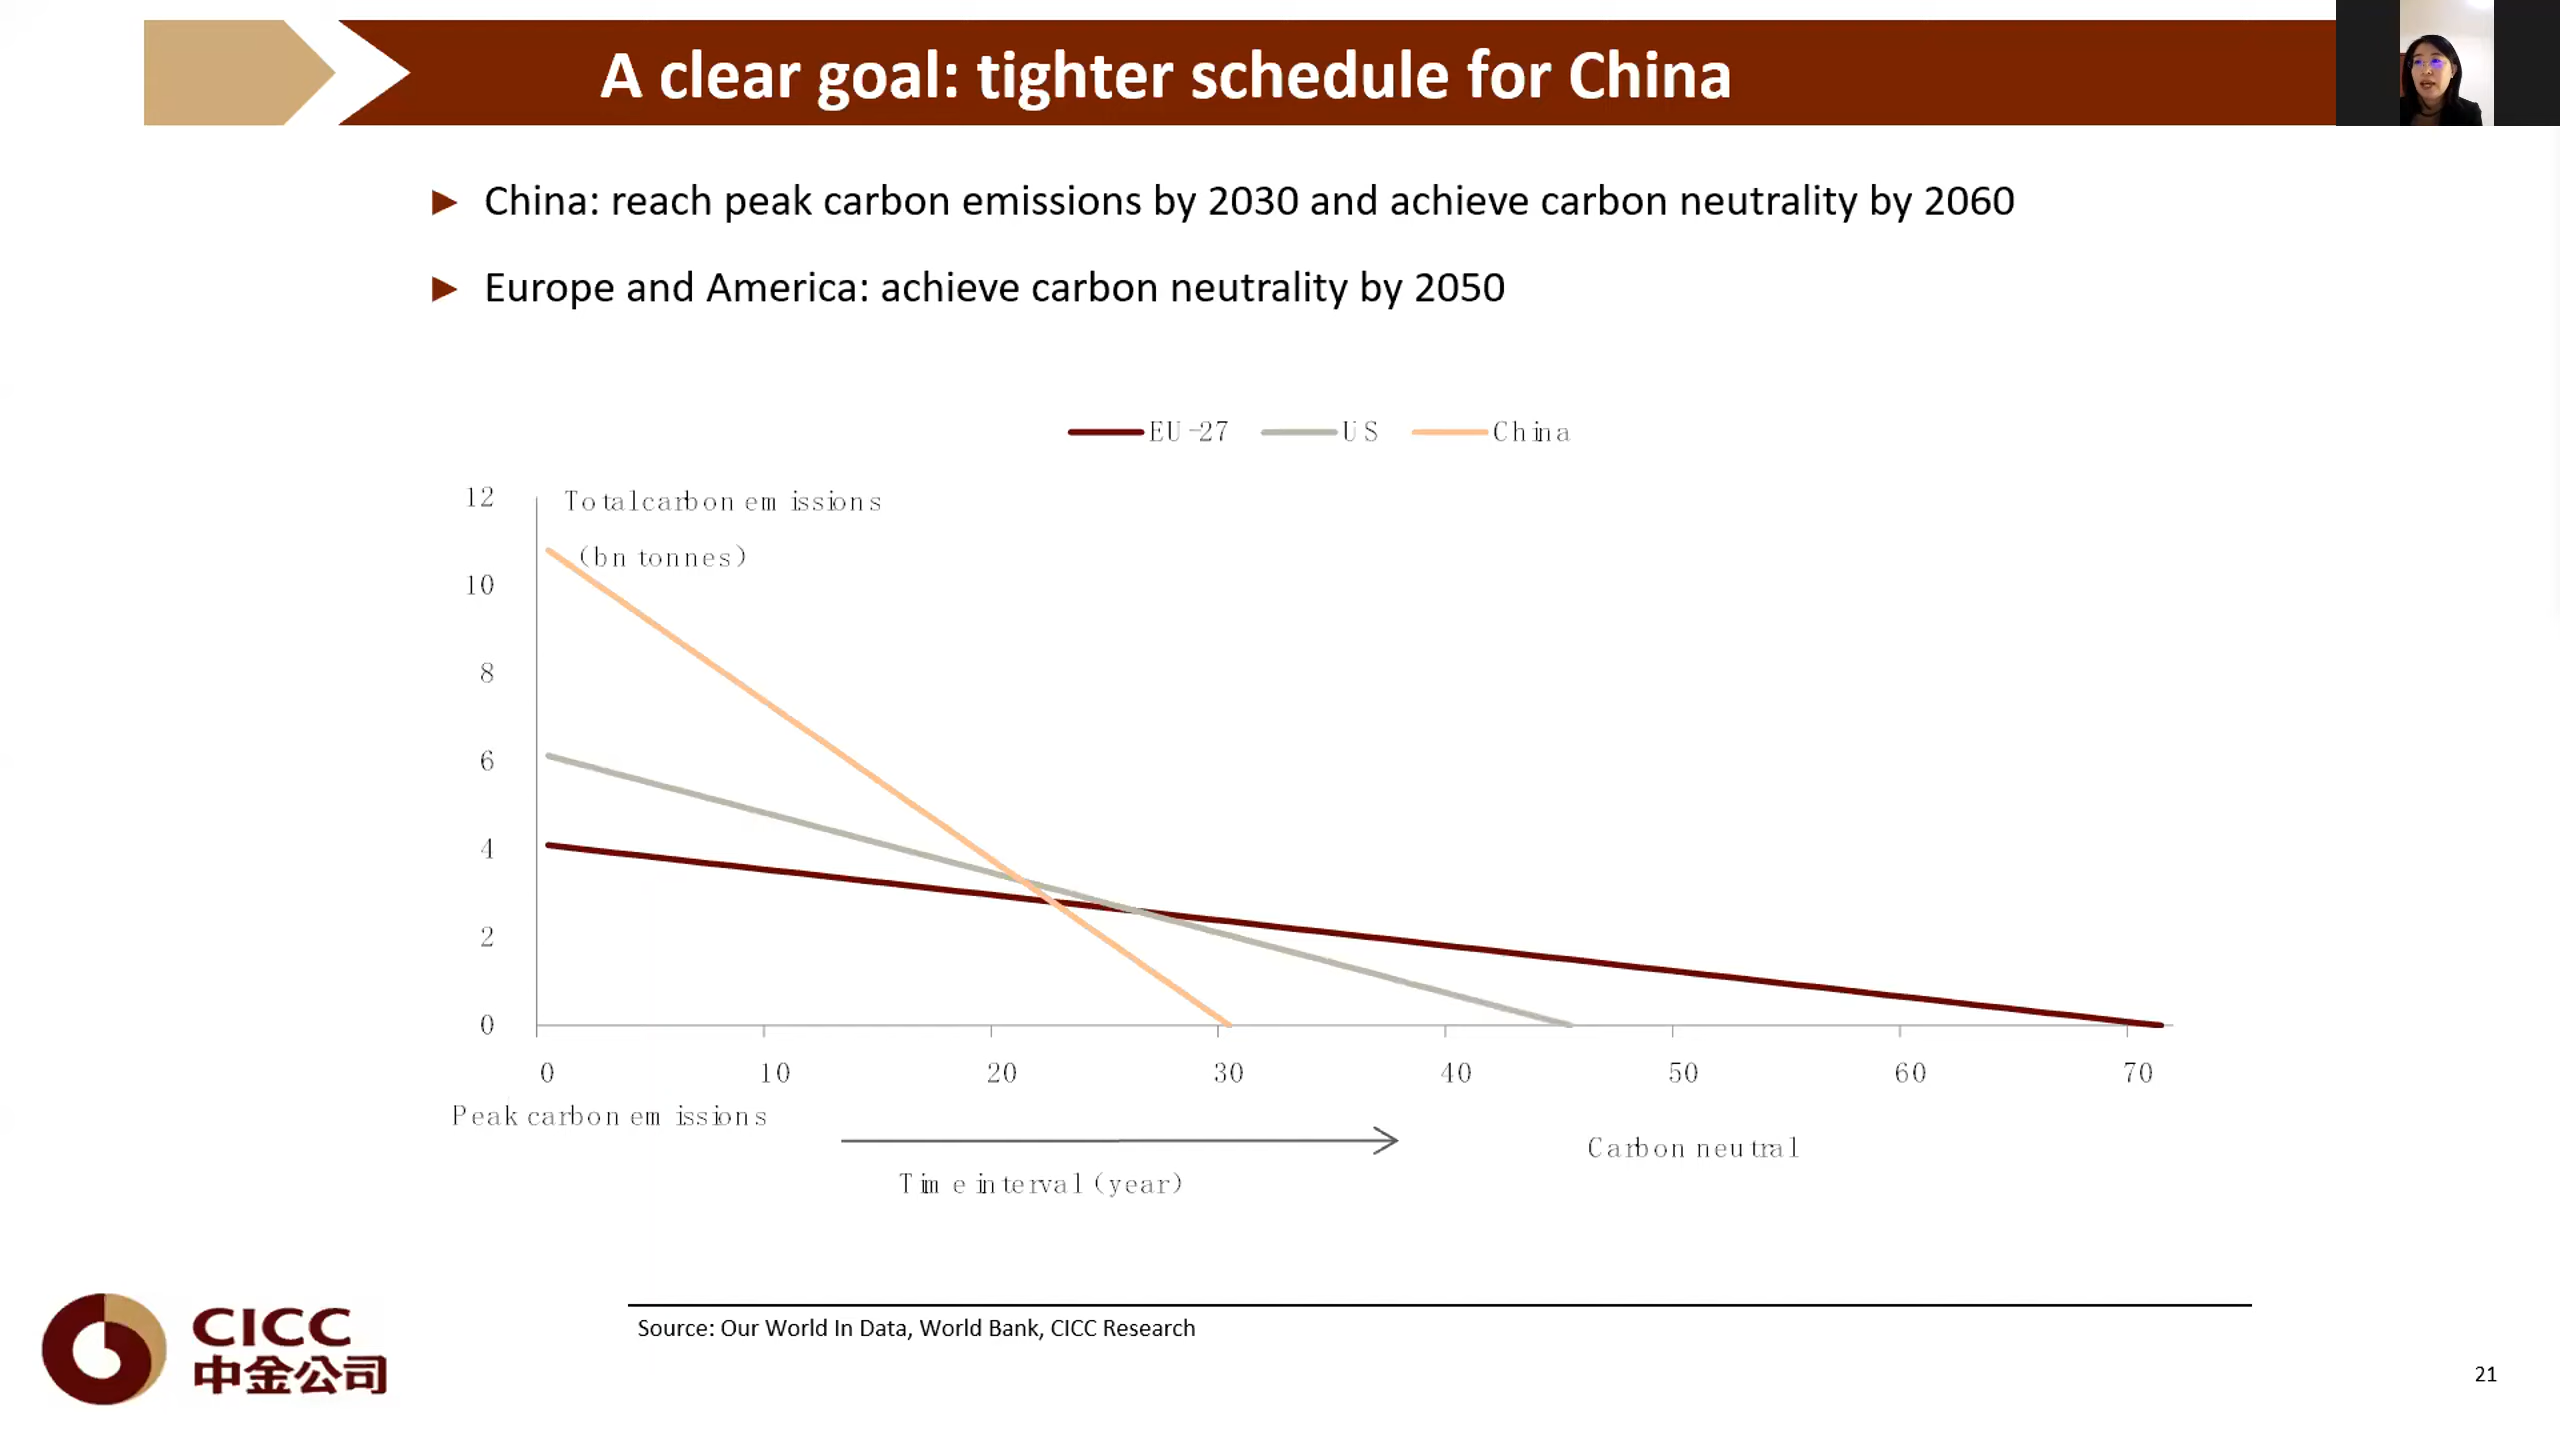 A clear goal: tighter schedule for China
China: reach peak carbon emissions by 2030 and achieve carbon neutrality by 2060
Europe and America: achieve carbon neutrality by 2050
EU-27 US China
Total carbon emissions
(bn tonnes)
12
10
8
6
4
2
0
0 10 20 30 40 50 60 70
Peak carbon emissions
Carbon neutral
Time interval (year)
CICC
中金公司
Source: Our World In Data, World Bank, CICC Research
21